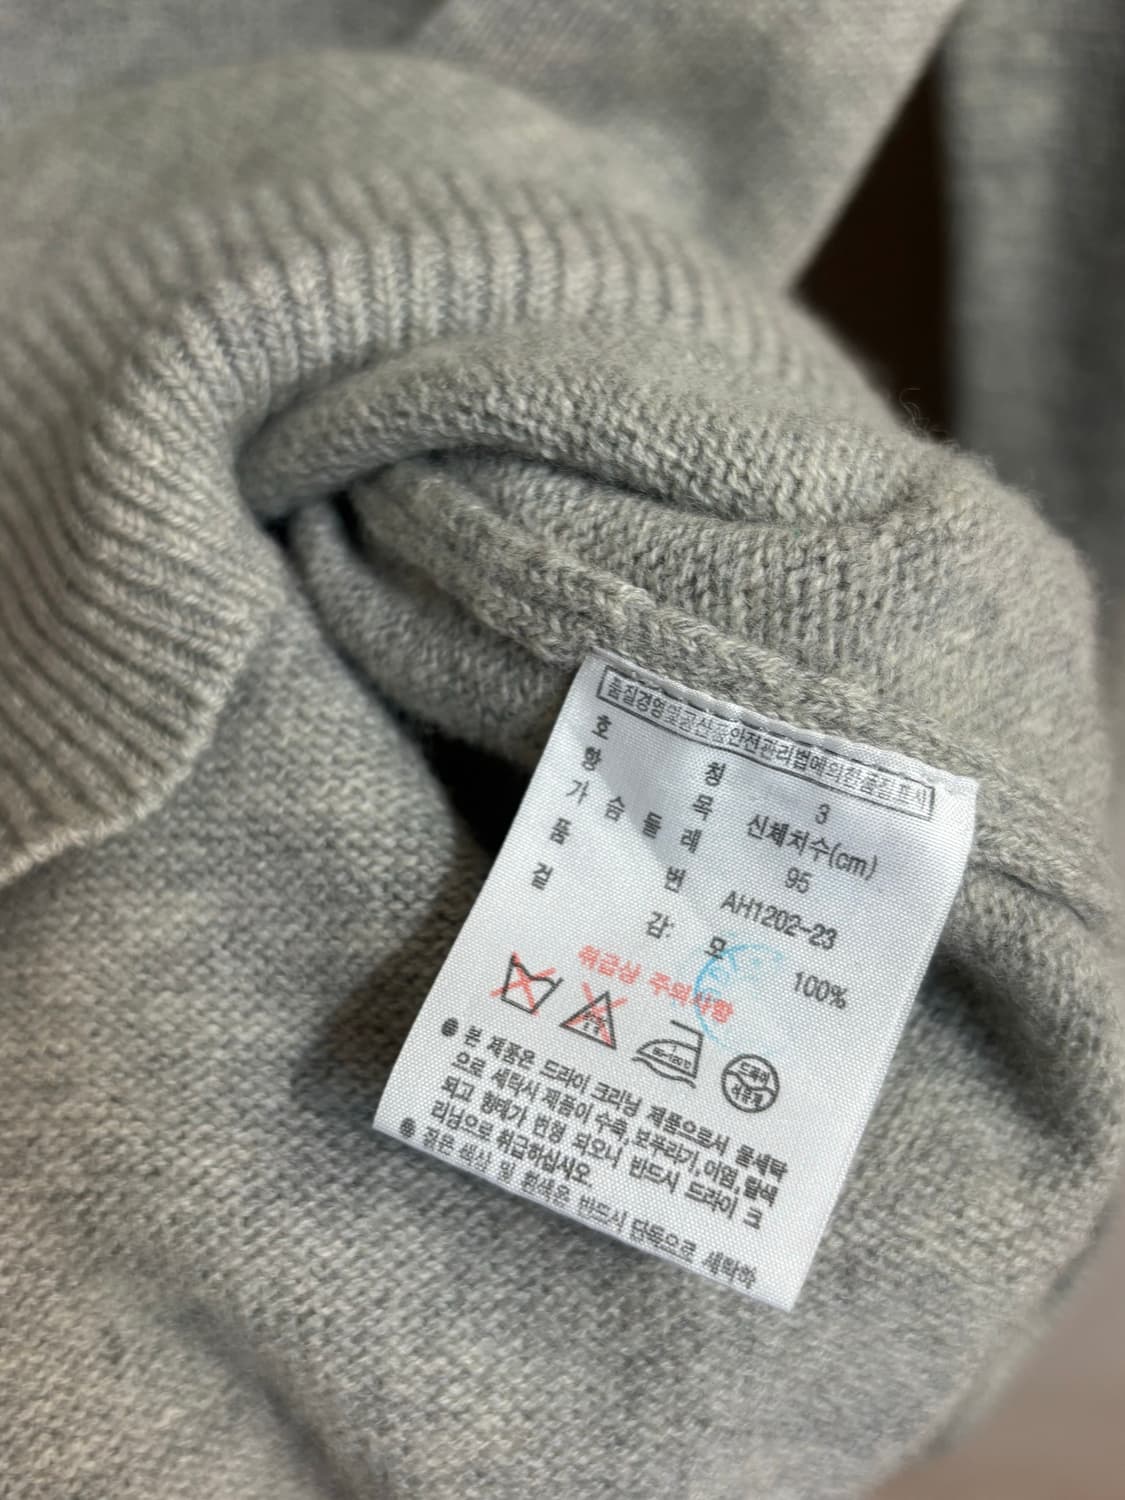 품질경영및공산품안전관리법에의한품질표시
호 칭 3
항 목 신체치수(cm)
가 슴 둘 레 95
품 번 AH1202-23
겉 감: 모 100%
취급상 주의사항
80~120℃
드라이
● 본 제품은 드라이 크리닝 제품으로서 물세탁
으로 세탁시 제품이 수축, 보푸라기, 이염, 탈색
되고 형태가 변형 되오니 반드시 드라이 크
리닝으로 취급하십시오.
● 짙은 색상 및 흰색은 반드시 단독으로 세탁하